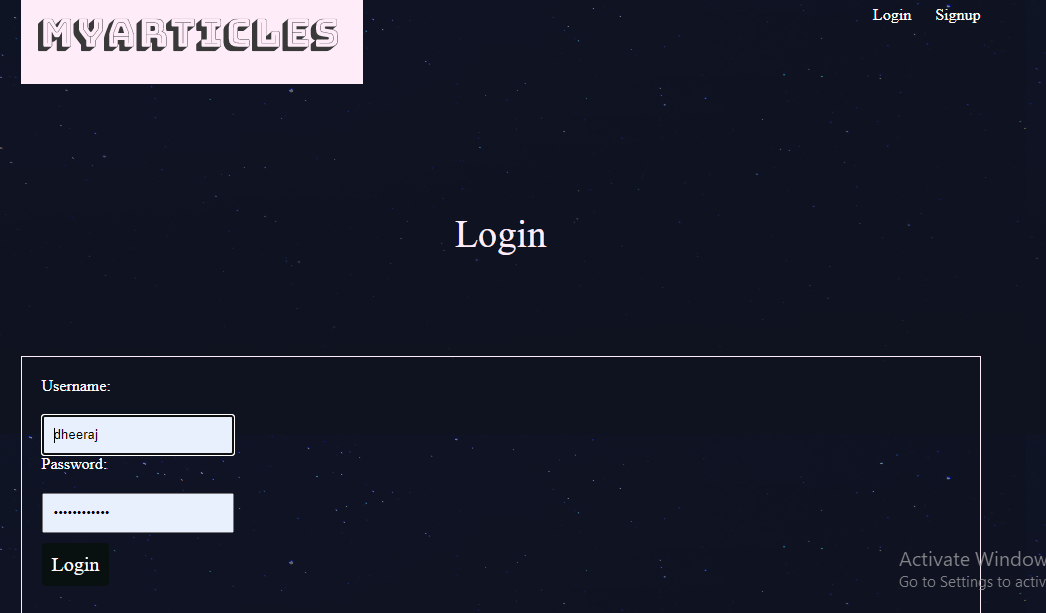 MYARTICLES
Login Signup
Login
Username:
dheeraj
Password:
••••••••••••
Login
Activate Window
Go to Settings to activ